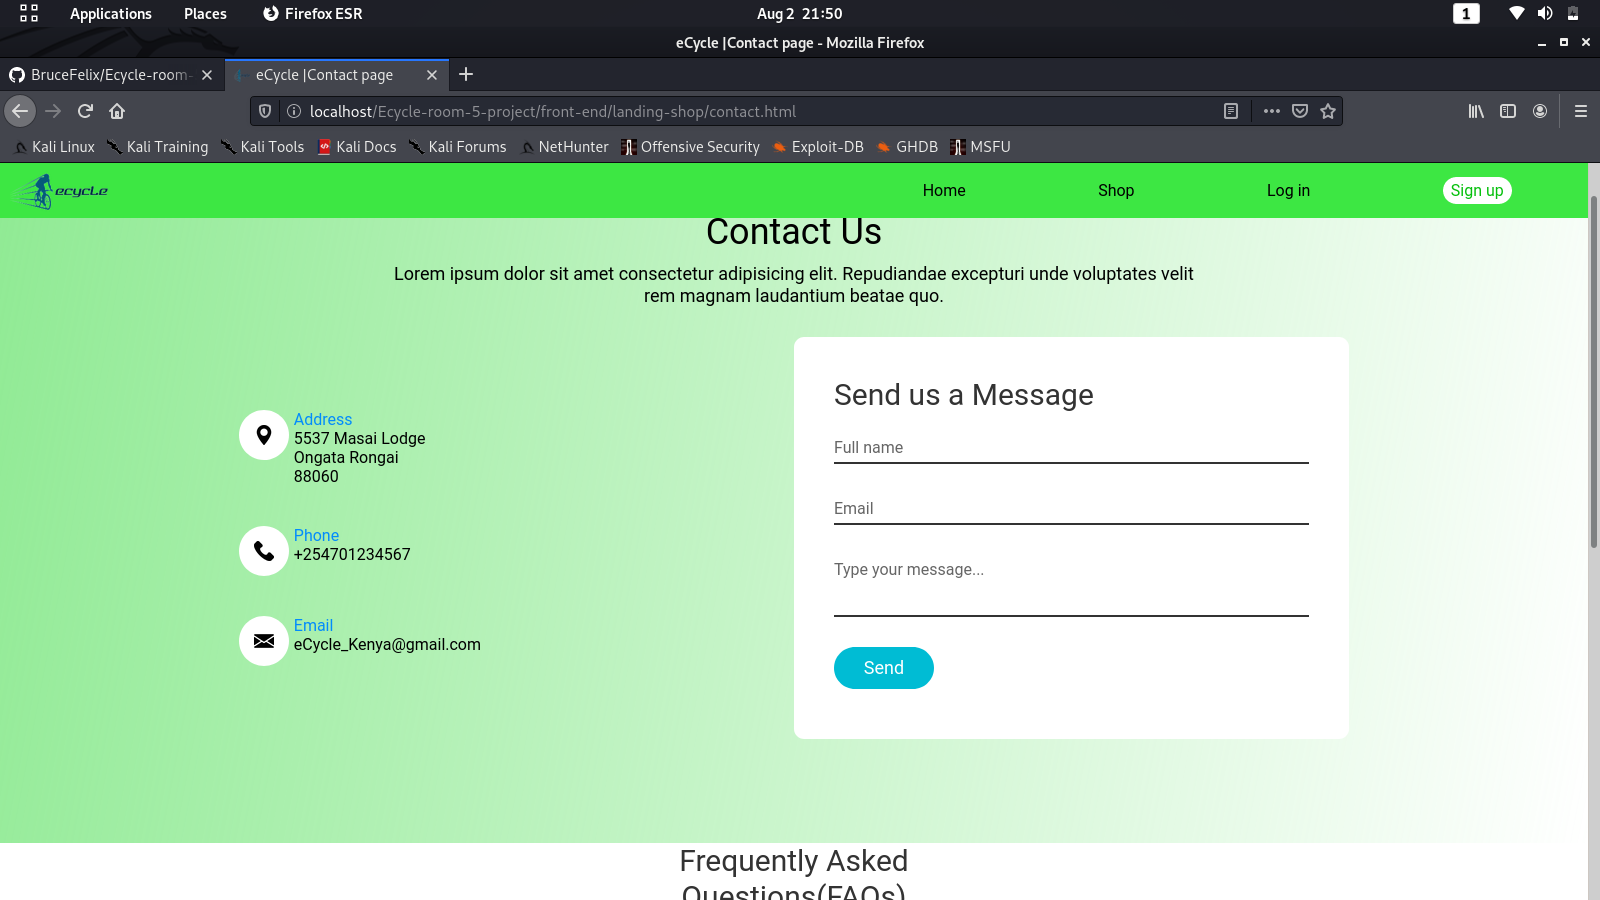 Applications Places Firefox ESR Aug 2 21:50 1
eCycle |Contact page - Mozilla Firefox
BruceFelix/Ecycle-room- eCycle |Contact page
localhost/Ecycle-room-5-project/front-end/landing-shop/contact.html
Kali Linux Kali Training Kali Tools Kali Docs Kali Forums NetHunter Offensive Security Exploit-DB GHDB MSFU
ecycle Home Shop Log in Sign up
Contact Us
Lorem ipsum dolor sit amet consectetur adipisicing elit. Repudiandae excepturi unde voluptates velit
rem magnam laudantium beatae quo.
Address
5537 Masai Lodge
Ongata Rongai
88060
Phone
+254701234567
Email
eCycle_Kenya@gmail.com
Send us a Message
Full name
Email
Type your message...
Send
Frequently Asked
Questions(FAQs)